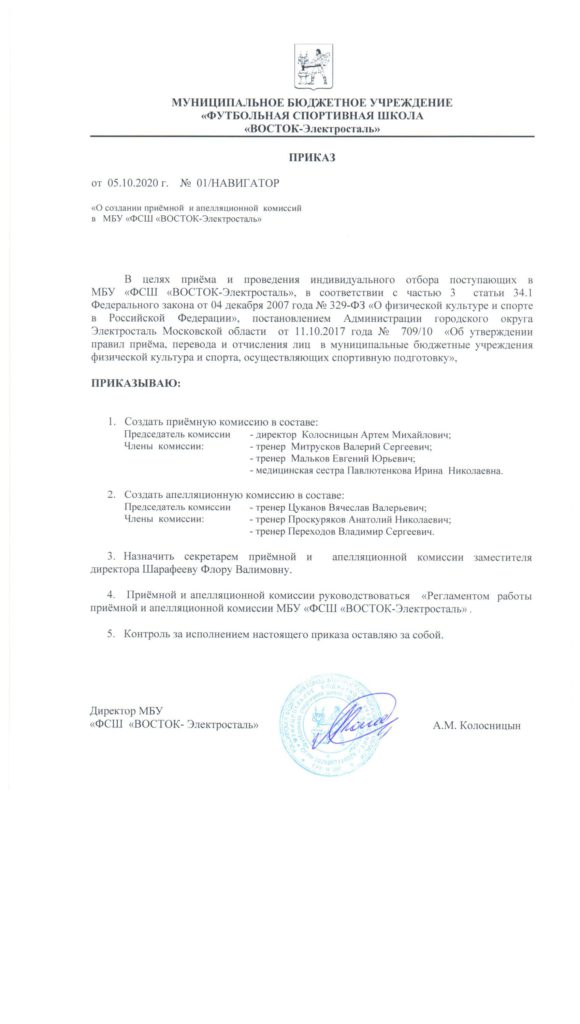 МУНИЦИПАЛЬНОЕ БЮДЖЕТНОЕ УЧРЕЖДЕНИЕ
«ФУТБОЛЬНАЯ СПОРТИВНАЯ ШКОЛА
«ВОСТОК-Электросталь»
ПРИКАЗ
от 05.10.2020 г. № 01/НАВИГАТОР
«О создании приёмной и апелляционной комиссий
в МБУ «ФСШ «ВОСТОК-Электросталь»
В целях приёма и проведения индивидуального отбора поступающих в
МБУ «ФСШ «ВОСТОК-Электросталь», в соответствии с частью 3 статьи 34.1
Федерального закона от 04 декабря 2007 года № 329-ФЗ «О физической культуре и спорте
в Российской Федерации», постановлением Администрации городского округа
Электросталь Московской области от 11.10.2017 года № 709/10 «Об утверждении
правил приёма, перевода и отчисления лиц в муниципальные бюджетные учреждения
физической культура и спорта, осуществляющих спортивную подготовку»,
ПРИКАЗЫВАЮ:
1. Создать приёмную комиссию в составе:
Председатель комиссии - директор Колосницын Артем Михайлович;
Члены комиссии: - тренер Митрусков Валерий Сергеевич;
- тренер Мальков Евгений Юрьевич;
- медицинская сестра Павлютенкова Ирина Николаевна.
2. Создать апелляционную комиссию в составе:
Председатель комиссии - тренер Цуканов Вячеслав Валерьевич;
Члены комиссии: - тренер Проскуряков Анатолий Николаевич;
- тренер Переходов Владимир Сергеевич.
3. Назначить секретарем приёмной и апелляционной комиссии заместителя
директора Шарафееву Флору Валимовну.
4. Приёмной и апелляционной комиссии руководствоваться «Регламентом работы
приёмной и апелляционной комиссии МБУ «ФСШ «ВОСТОК-Электросталь» .
5. Контроль за исполнением настоящего приказа оставляю за собой.
Директор МБУ
«ФСШ «ВОСТОК- Электросталь» А.М. Колосницын